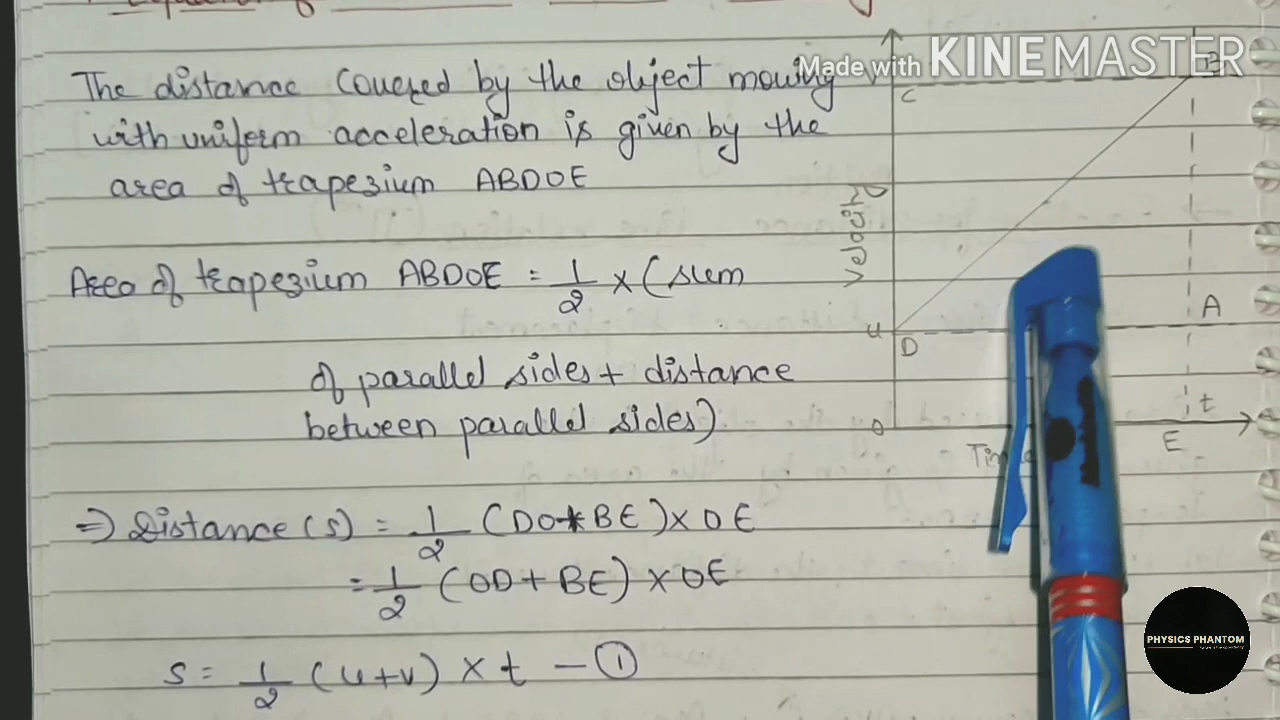 The distance covered by the object moving
with uniform acceleration is given by the
area of trapezium ABDOE
Area of trapezium ABDOE = 1/2 × (sum
of parallel sides + distance
between parallel sides)
⇒ Distance (s) = 1/2 (DO+BE) × OE
= 1/2 (OD + BE) × OE
s = 1/2 (u+v) × t — ①
Made with KINEMASTER
B
C
Velocity
u
A
D
t
O
E
PHYSICS PHANTOM